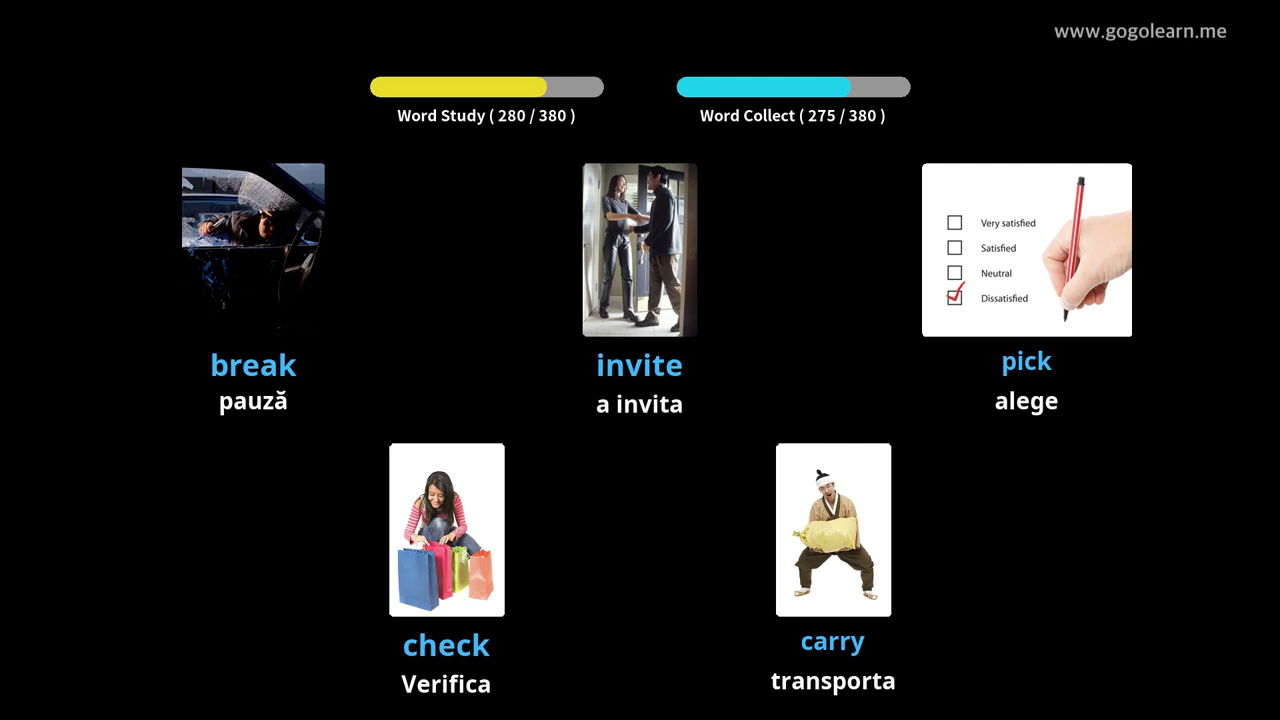 www.gogolearn.me
Word Study ( 280 / 380 )
Word Collect ( 275 / 380 )
Very satisfied
Satisfied
Neutral
Dissatisfied
break
pauză
invite
a invita
pick
alege
check
Verifica
carry
transporta